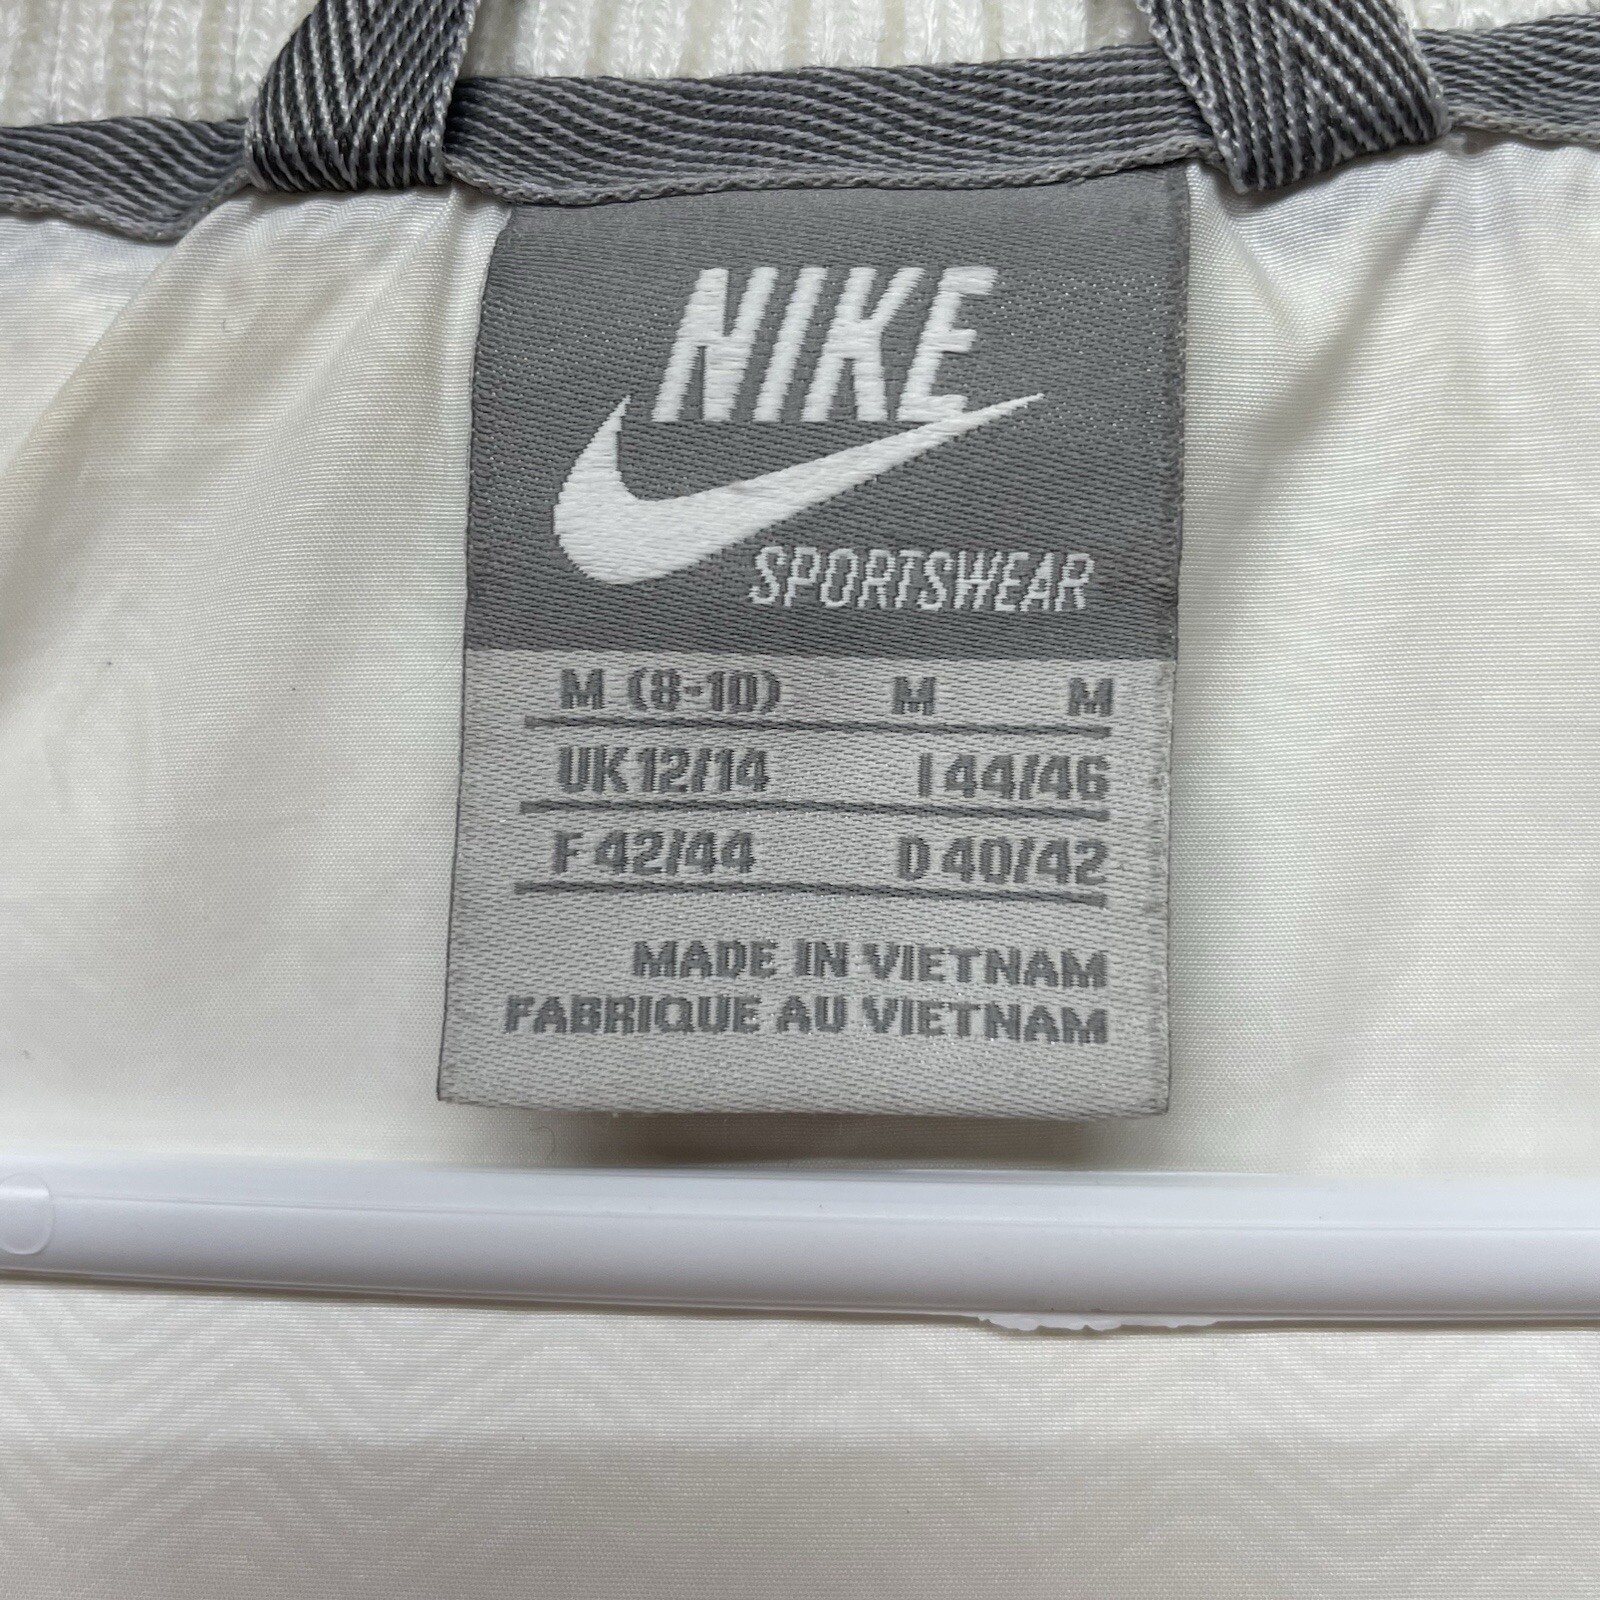 NIKE
SPORTSWEAR
M (8-10) M M
UK 12/14 I 44/46
F 42/44 D 40/42
MADE IN VIETNAM
FABRIQUE AU VIETNAM